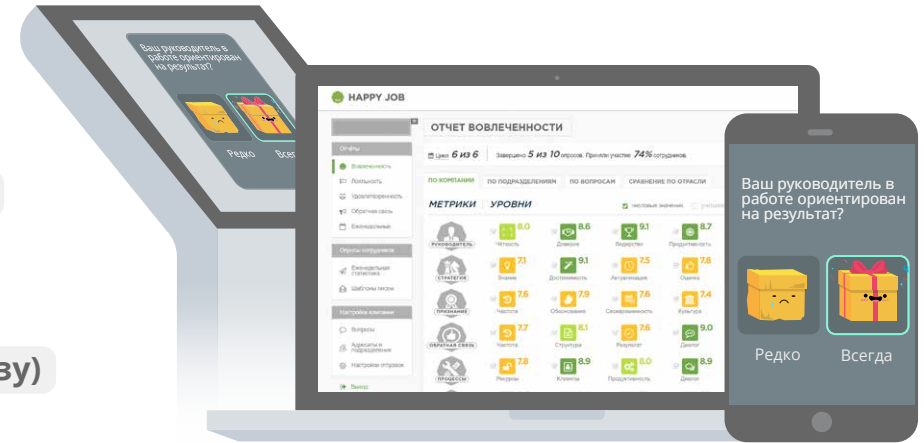 Ваш руководитель в
работе ориентирован
на результат?
Редко
зу)
HAPPY JOB
Отчёты
Вовлеченность
Лояльность
Удовлетворенность
Обратная связь
Еженедельные
Опросы сотрудников
Еженедельная
статистика
Шаблоны писем
Настройки компании
Вопросы
Адресаты и
подразделения
Настройки отправок
Выход
ОТЧЕТ ВОВЛЕЧЕННОСТИ
Цикл 6 ИЗ 6 Завершено 5 ИЗ 10 опросов. Приняли участие 74% сотрудников
ПО КОМПАНИИ ПО ПОДРАЗДЕЛЕНИЯМ ПО ВОПРОСАМ СРАВНЕНИЕ ПО ОТРАСЛИ
МЕТРИКИ УРОВНИ числовые значения
РУКОВОДИТЕЛЬ 8.0 8.6 9.1 8.7
Четкость Доверие Лидерство Продуктивность
СТРАТЕГИЯ 7.1 9.1 7.5 7.8
Знание Достижимость Актуализация Оценка
ПРИЗНАНИЕ 7.6 7.9 7.6 7.4
Частота Обоснование Своевременность Культура
ОБРАТНАЯ СВЯЗЬ 7.7 8.1 7.6 9.0
Частота Структура Результат Диалог
ПРОЦЕССЫ 7.8 8.9 8.0 8.9
Ресурсы Клиенты Продуктивность Диалог
Ваш руководитель в
работе ориентирован
на результат?
Редко Всегда